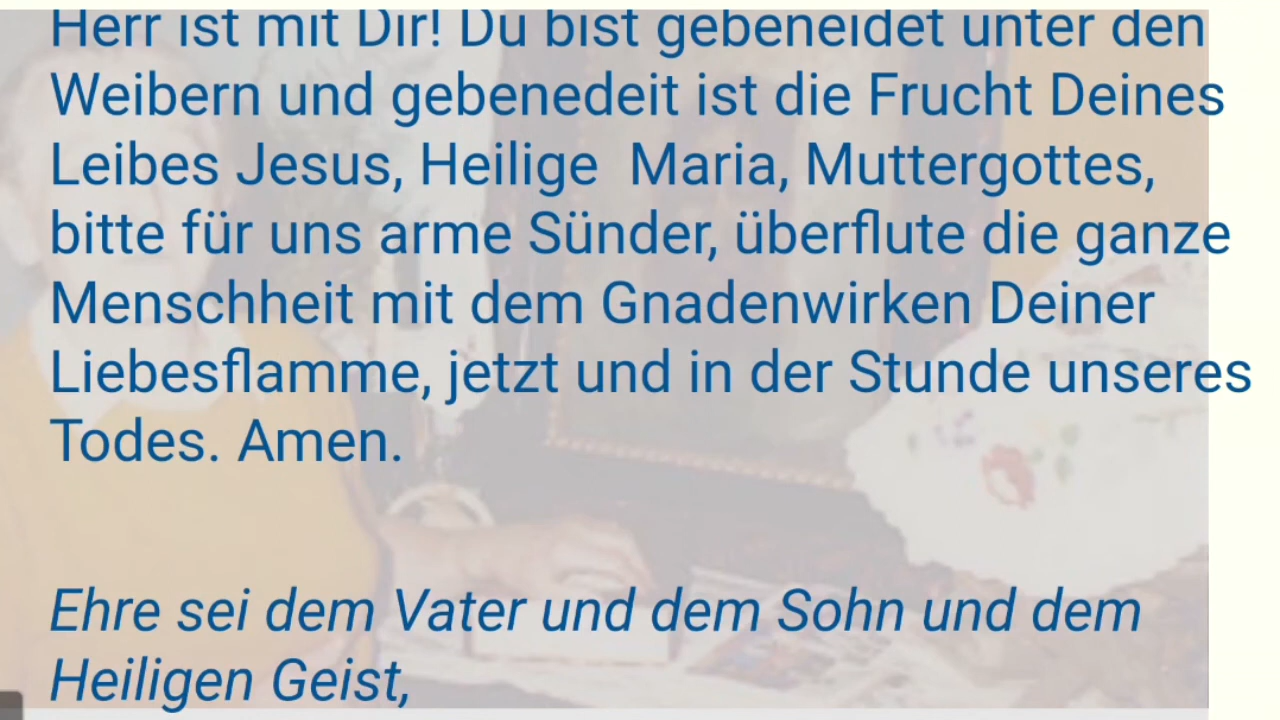 Herr ist mit Dir! Du bist gebeneidet unter den
Weibern und gebenedeit ist die Frucht Deines
Leibes Jesus, Heilige  Maria, Muttergottes,
bitte für uns arme Sünder, überflute die ganze
Menschheit mit dem Gnadenwirken Deiner
Liebesflamme, jetzt und in der Stunde unseres
Todes. Amen.
Ehre sei dem Vater und dem Sohn und dem
Heiligen Geist,